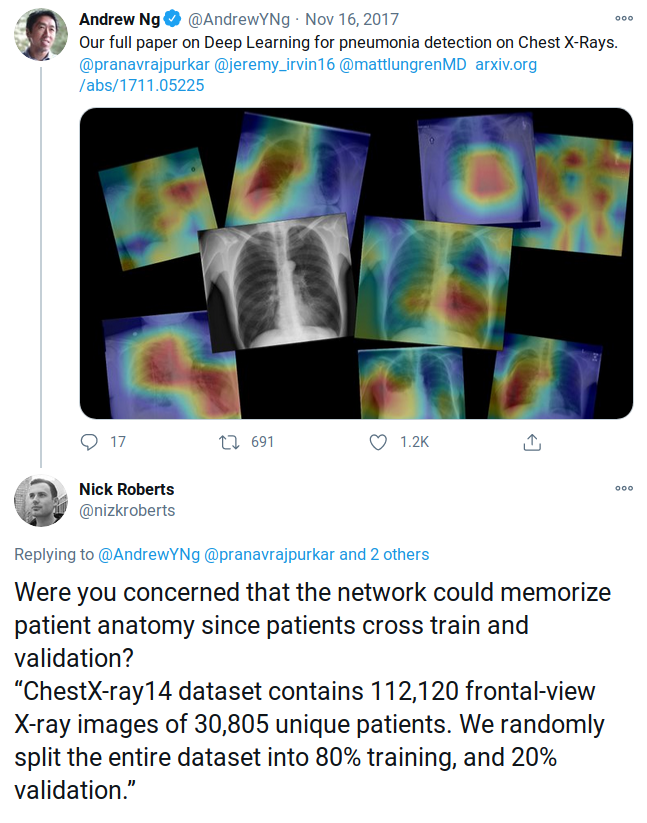 Andrew Ng @AndrewYNg · Nov 16, 2017
Our full paper on Deep Learning for pneumonia detection on Chest X-Rays.
@pranavrajpurkar @jeremy_irvin16 @mattlungrenMD arxiv.org
/abs/1711.05225
17 691 1.2K
Nick Roberts
@nizkroberts
Replying to @AndrewYNg @pranavrajpurkar and 2 others
Were you concerned that the network could memorize
patient anatomy since patients cross train and
validation?
“ChestX-ray14 dataset contains 112,120 frontal-view
X-ray images of 30,805 unique patients. We randomly
split the entire dataset into 80% training, and 20%
validation.”